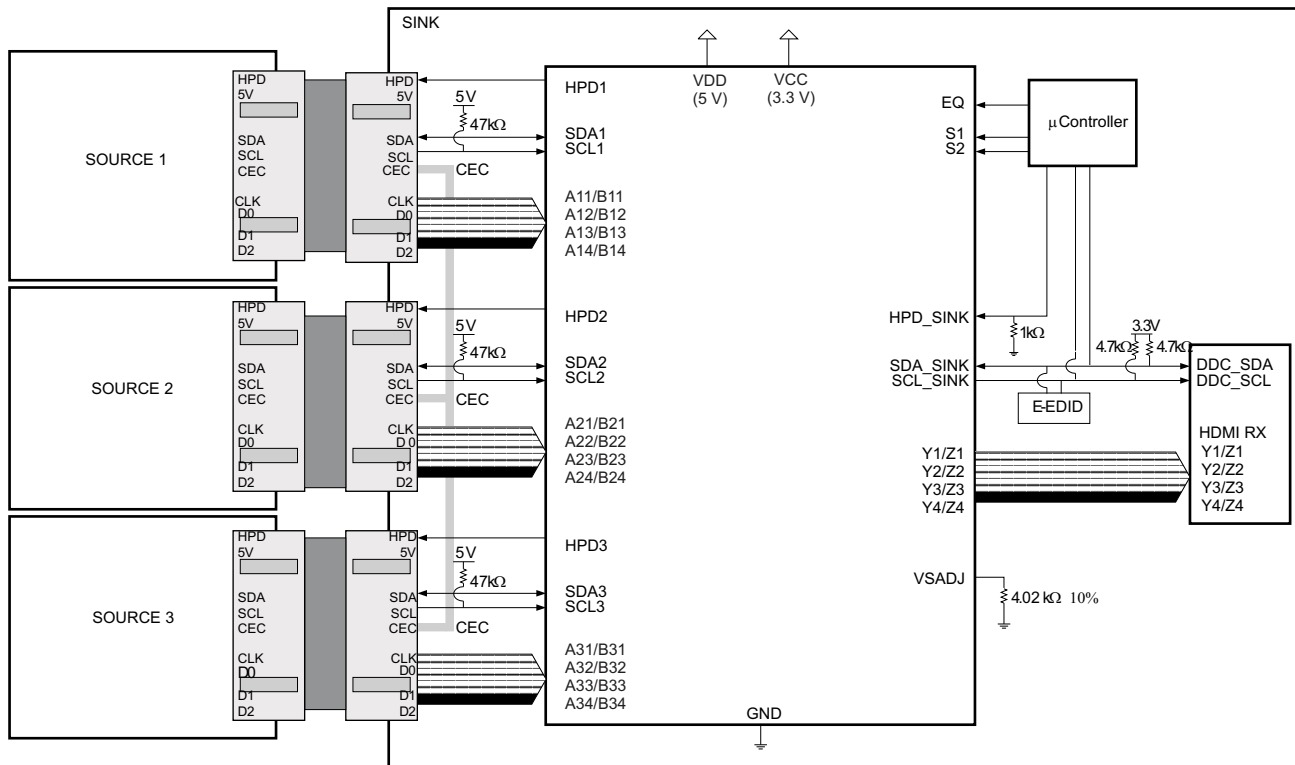 SINK
SOURCE 1
HPD
5V
SDA
SCL
CEC
CLK
D0
D1
D2
HPD
5V
SDA
SCL
CEC
CLK
D0
D1
D2
5V
47kΩ
CEC
HPD1
SDA1
SCL1
A11/B11
A12/B12
A13/B13
A14/B14
VDD
(5 V)
VCC
(3.3 V)
EQ
S1
S2
μController
SOURCE 2
HPD
5V
SDA
SCL
CEC
CLK
D0
D1
D2
HPD
5V
SDA
SCL
CEC
CLK
D 0
D1
D2
5V
47kΩ
CEC
HPD2
SDA2
SCL2
A21/B21
A22/B22
A23/B23
A24/B24
HPD_SINK
1kΩ
3.3V
4.7kΩ
4.7kΩ
SDA_SINK
SCL_SINK
E-EDID
DDC_SDA
DDC_SCL
HDMI RX
Y1/Z1
Y2/Z2
Y3/Z3
Y4/Z4
Y1/Z1
Y2/Z2
Y3/Z3
Y4/Z4
SOURCE 3
HPD
5V
SDA
SCL
CEC
CLK
D0
D1
D2
HPD
5V
SDA
SCL
CEC
CLK
D0
D1
D2
5V
47kΩ
CEC
HPD3
SDA3
SCL3
A31/B31
A32/B32
A33/B33
A34/B34
VSADJ
4.02 kΩ 10%
GND